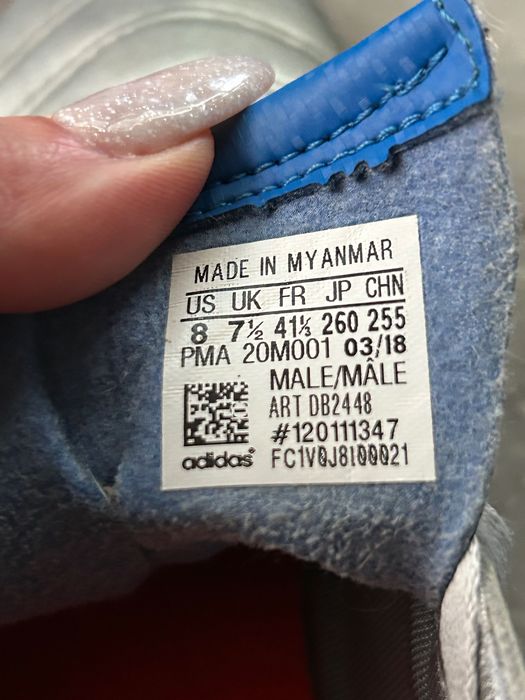 MADE IN MYANMAR
US UK FR JP CHN
8 7½ 41⅓ 260 255
PMA 20M001 03/18
MALE/MÂLE
ART DB2448
#120111347
adidas FC1V0J8I00021